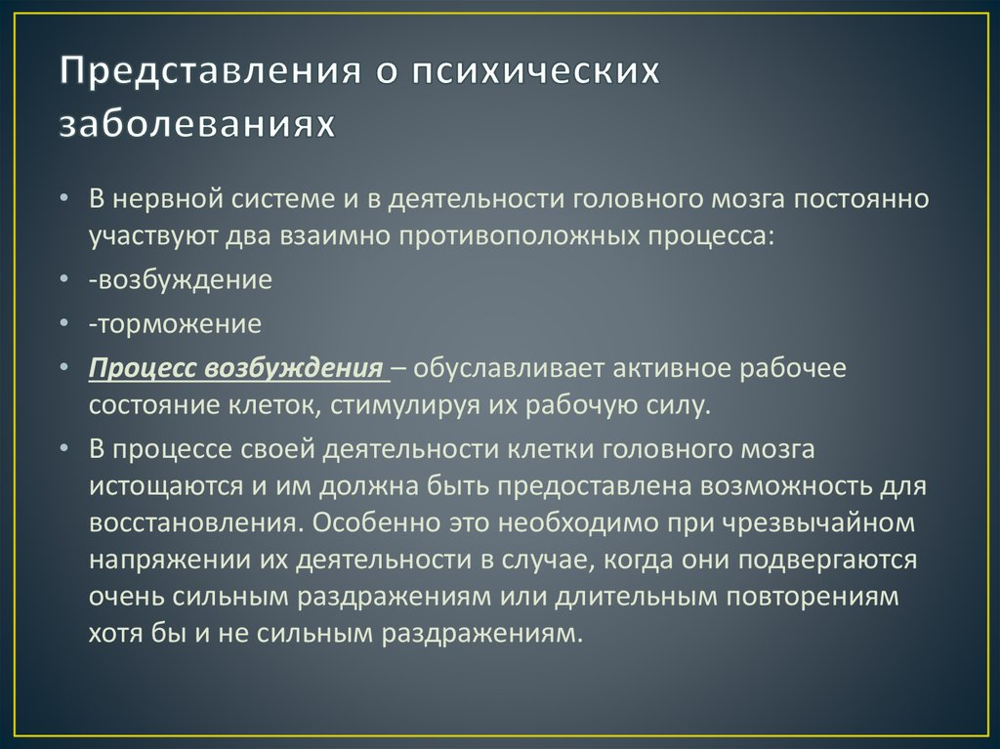 Представления о психических
заболеваниях
• В нервной системе и в деятельности головного мозга постоянно
участвуют два взаимно противоположных процесса:
• -возбуждение
• -торможение
• Процесс возбуждения – обуславливает активное рабочее
состояние клеток, стимулируя их рабочую силу.
• В процессе своей деятельности клетки головного мозга
истощаются и им должна быть предоставлена возможность для
восстановления. Особенно это необходимо при чрезвычайном
напряжении их деятельности в случае, когда они подвергаются
очень сильным раздражениям или длительным повторениям
хотя бы и не сильным раздражениям.